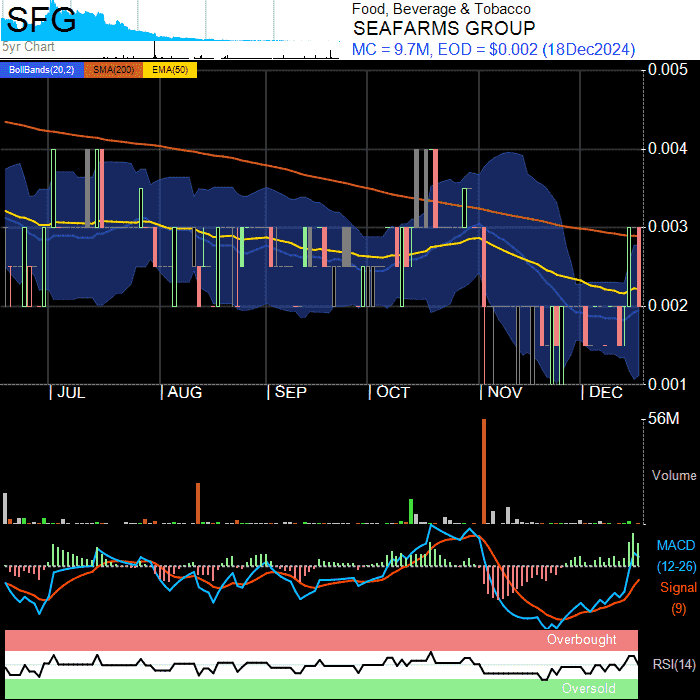 SFG
5yr Chart
Food, Beverage & Tobacco
SEAFARMS GROUP
MC = 9.7M, EOD = $0.002 (18Dec2024)
BollBands(20,2) SMA(200) EMA(50)
0.005
0.004
0.003
0.002
0.001
JUL AUG SEP OCT NOV DEC
56M
Volume
MACD
(12-26)
Signal
(9)
Overbought
RSI(14)
Oversold